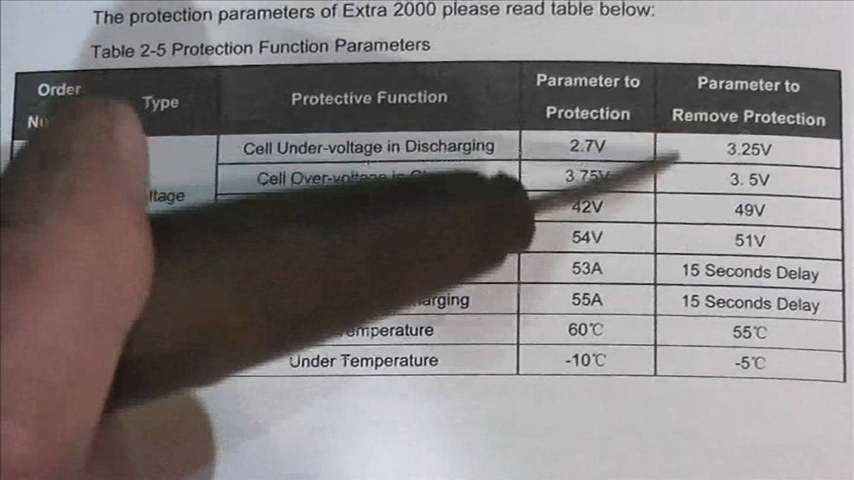 The protection parameters of Extra 2000 please read table below:
Table 2-5 Protection Function Parameters
Order Type Protective Function Parameter to Protection Parameter to Remove Protection
Cell Under-voltage in Discharging 2.7V 3.25V
Cell Over-voltage 3.75V 3. 5V
42V 49V
54V 51V
53A 15 Seconds Delay
55A 15 Seconds Delay
60℃ 55℃
Under Temperature -10℃ -5℃